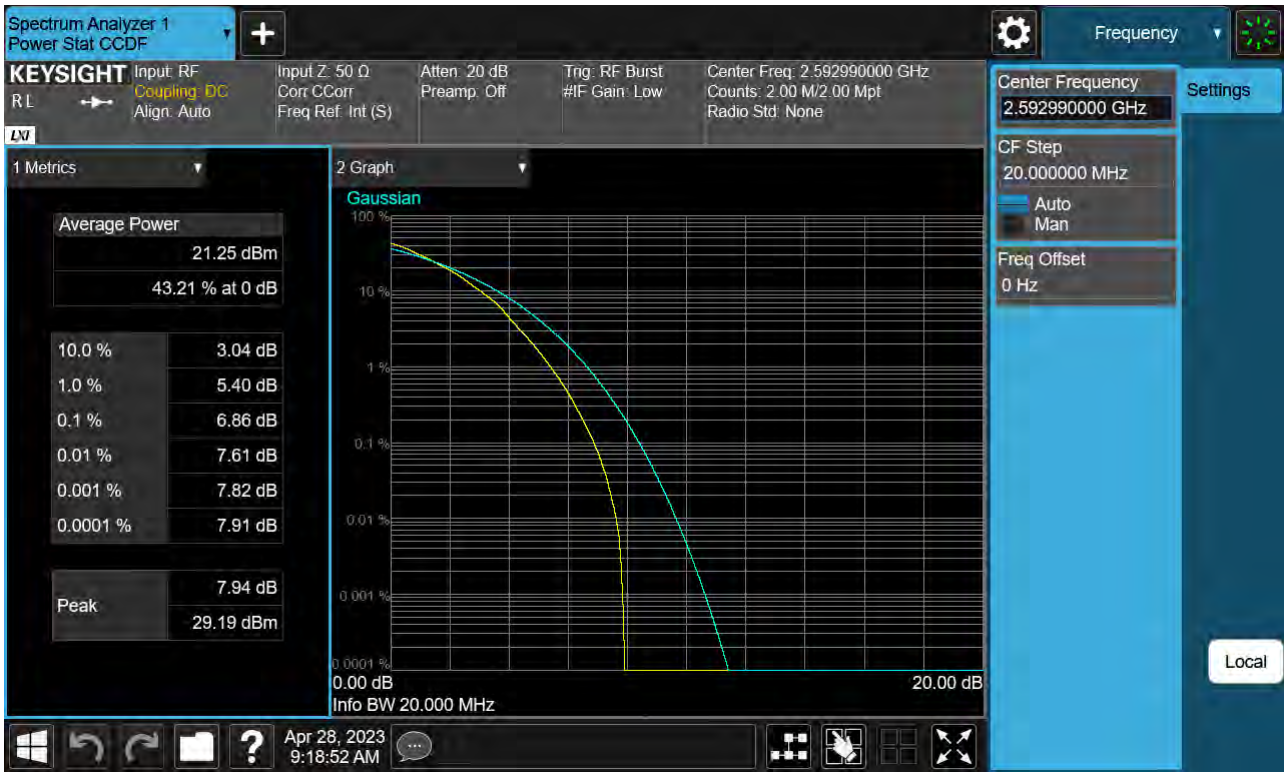 Spectrum Analyzer 1
Power Stat CCDF
+
Frequency
KEYSIGHT
RL
LXI
Input: RF
Coupling: DC
Align: Auto
Input Z: 50 Ω
Corr CCorr
Freq Ref: Int (S)
Atten: 20 dB
Preamp: Off
Trig: RF Burst
#IF Gain: Low
Center Freq: 2.592990000 GHz
Counts: 2.00 M/2.00 Mpt
Radio Std: None
Center Frequency
2.592990000 GHz
Settings
CF Step
20.000000 MHz
Auto
Man
Freq Offset
0 Hz
Local
1 Metrics
Average Power
21.25 dBm
43.21 % at 0 dB
10.0 % 3.04 dB
1.0 % 5.40 dB
0.1 % 6.86 dB
0.01 % 7.61 dB
0.001 % 7.82 dB
0.0001 % 7.91 dB
Peak
7.94 dB
29.19 dBm
2 Graph
Gaussian
100 %
10 %
1 %
0.1 %
0.01 %
0.001 %
0.0001 %
0.00 dB 20.00 dB
Info BW 20.000 MHz
?
Apr 28, 2023
9:18:52 AM